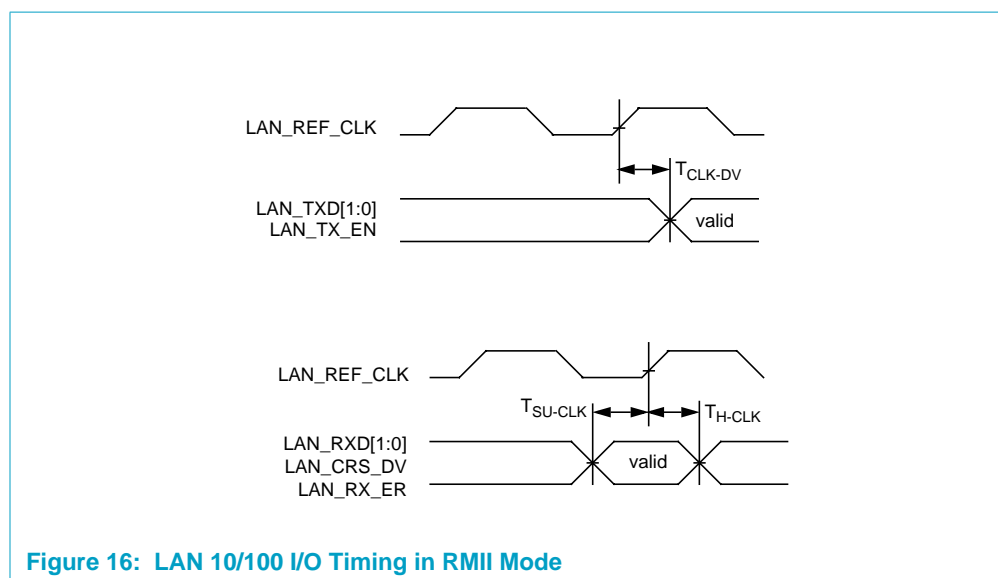 LAN_REF_CLK
TCLK-DV
LAN_TXD[1:0]
LAN_TX_EN
valid
LAN_REF_CLK
TSU-CLK
TH-CLK
LAN_RXD[1:0]
LAN_CRS_DV
LAN_RX_ER
valid
Figure 16: LAN 10/100 I/O Timing in RMII Mode